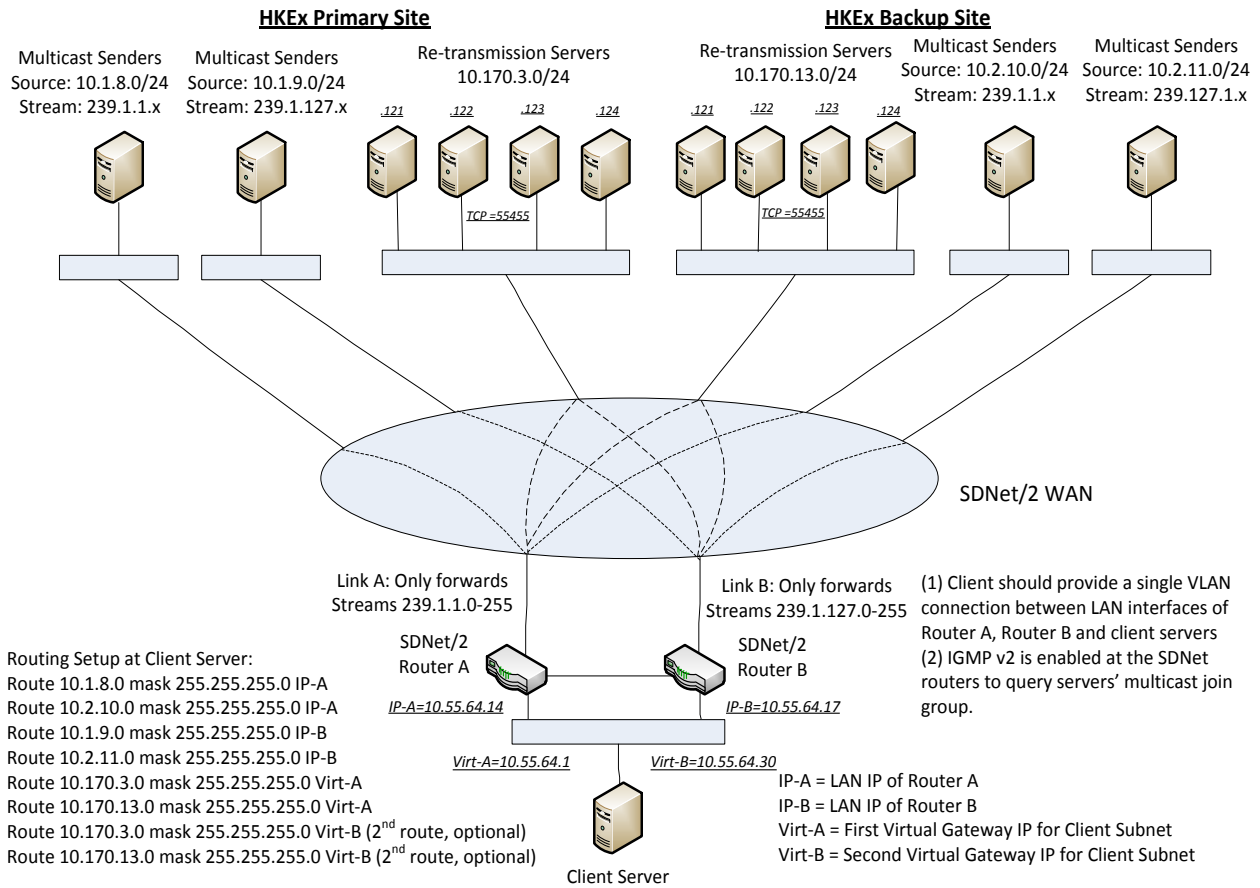 HKEx Primary Site
HKEx Backup Site
Multicast Senders
Source: 10.1.8.0/24
Stream: 239.1.1.x
Multicast Senders
Source: 10.1.9.0/24
Stream: 239.1.127.x
Re-transmission Servers
10.170.3.0/24
.121
.122
.123
.124
TCP =55455
Re-transmission Servers
10.170.13.0/24
.121
.122
.123
.124
TCP =55455
Multicast Senders
Source: 10.2.10.0/24
Stream: 239.1.1.x
Multicast Senders
Source: 10.2.11.0/24
Stream: 239.127.1.x
SDNet/2 WAN
Link A: Only forwards
Streams 239.1.1.0-255
Link B: Only forwards
Streams 239.1.127.0-255
SDNet/2
Router A
SDNet/2
Router B
IP-A=10.55.64.14
IP-B=10.55.64.17
Virt-A=10.55.64.1
Virt-B=10.55.64.30
Client Server
(1) Client should provide a single VLAN
connection between LAN interfaces of
Router A, Router B and client servers
(2) IGMP v2 is enabled at the SDNet
routers to query servers’ multicast join
group.
Routing Setup at Client Server:
Route 10.1.8.0 mask 255.255.255.0 IP-A
Route 10.2.10.0 mask 255.255.255.0 IP-A
Route 10.1.9.0 mask 255.255.255.0 IP-B
Route 10.2.11.0 mask 255.255.255.0 IP-B
Route 10.170.3.0 mask 255.255.255.0 Virt-A
Route 10.170.13.0 mask 255.255.255.0 Virt-A
Route 10.170.3.0 mask 255.255.255.0 Virt-B (2nd route, optional)
Route 10.170.13.0 mask 255.255.255.0 Virt-B (2nd route, optional)
IP-A = LAN IP of Router A
IP-B = LAN IP of Router B
Virt-A = First Virtual Gateway IP for Client Subnet
Virt-B = Second Virtual Gateway IP for Client Subnet